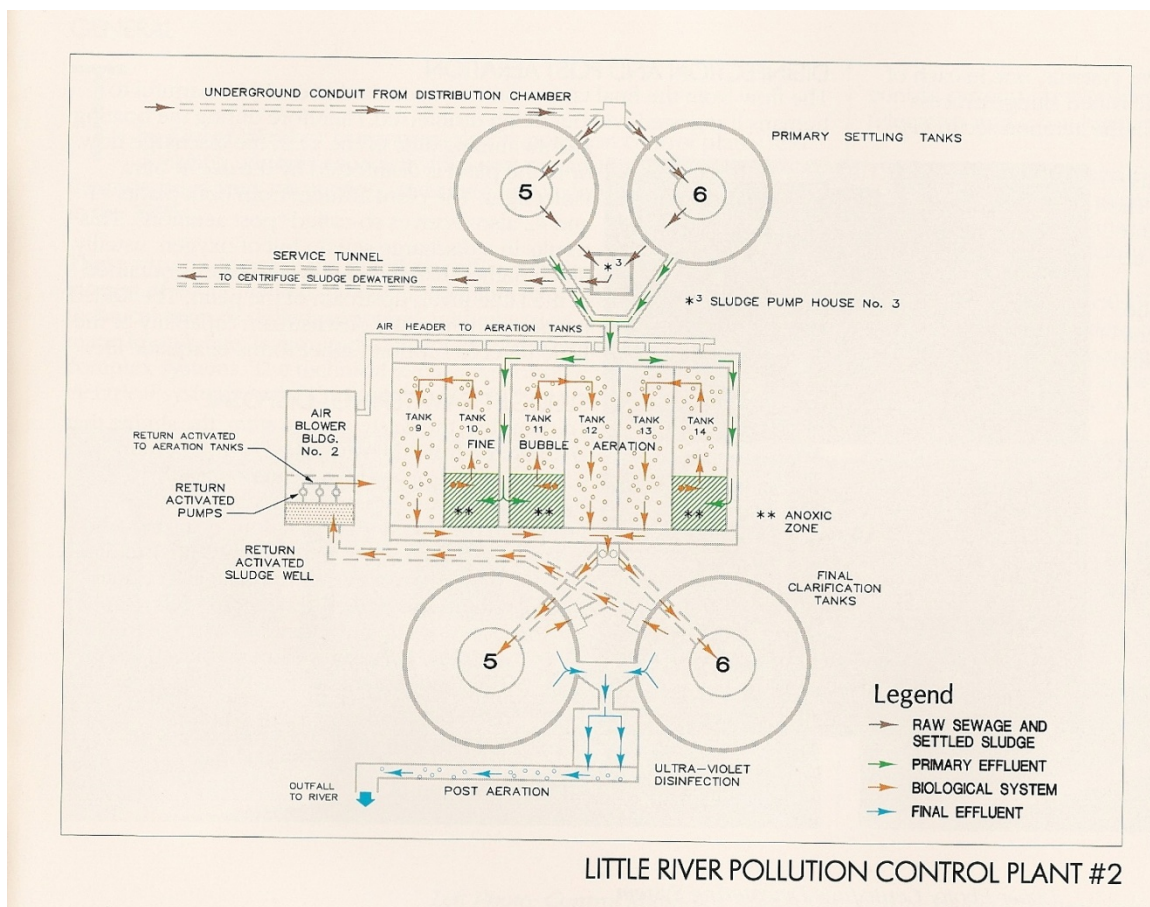 UNDERGROUND CONDUIT FROM DISTRIBUTION CHAMBER
PRIMARY SETTLING TANKS
5
6
SERVICE TUNNEL
TO CENTRIFUGE SLUDGE DEWATERING
*3
*3 SLUDGE PUMP HOUSE No. 3
AIR HEADER TO AERATION TANKS
AIR
BLOWER
BLDG.
No. 2
TANK
9
TANK
10
TANK
11
TANK
12
TANK
13
TANK
14
FINE BUBBLE AERATION
RETURN ACTIVATED
TO AERATION TANKS
RETURN
ACTIVATED
PUMPS
**
**
**
** ANOXIC
ZONE
RETURN
ACTIVATED
SLUDGE WELL
FINAL
CLARIFICATION
TANKS
5
6
OUTFALL
TO RIVER
POST AERATION
ULTRA-VIOLET
DISINFECTION
Legend
RAW SEWAGE AND
SETTLED SLUDGE
PRIMARY EFFLUENT
BIOLOGICAL SYSTEM
FINAL EFFLUENT
LITTLE RIVER POLLUTION CONTROL PLANT #2